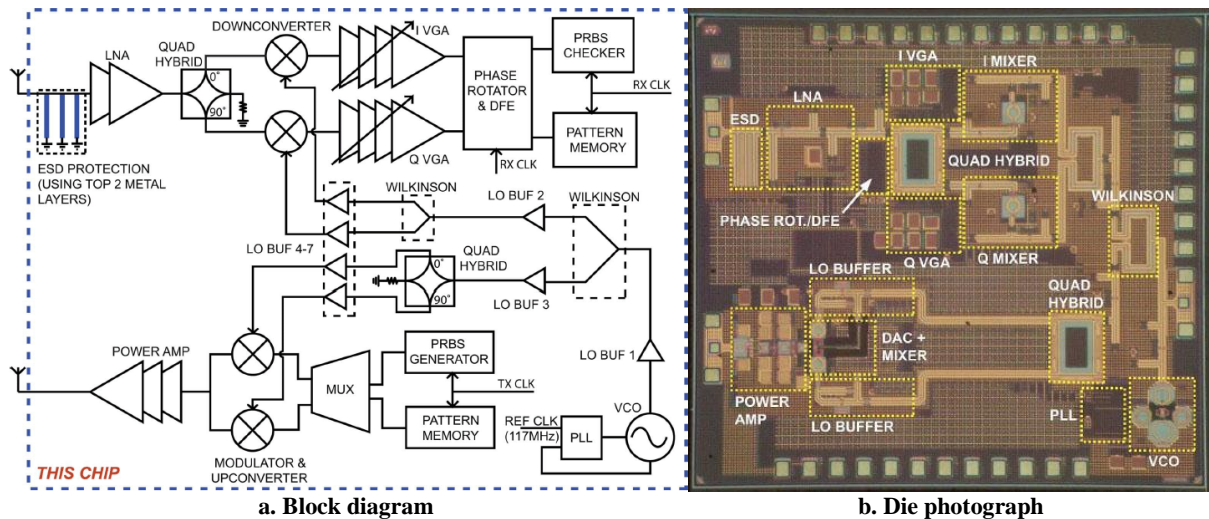 DOWNCONVERTER
I VGA
QUAD
HYBRID
LNA
0°
90°
PHASE
ROTATOR
& DFE
PRBS
CHECKER
RX CLK
PATTERN
MEMORY
Q VGA
RX CLK
ESD PROTECTION
(USING TOP 2 METAL
LAYERS)
WILKINSON
LO BUF 2
WILKINSON
LO BUF 4-7
QUAD
HYBRID
0°
90°
LO BUF 3
POWER AMP
MUX
PRBS
GENERATOR
TX CLK
PATTERN
MEMORY
LO BUF 1
VCO
REF CLK
(117MHz)
PLL
MODULATOR &
UPCONVERTER
THIS CHIP
a. Block diagram
I VGA
I MIXER
LNA
ESD
QUAD HYBRID
WILKINSON
PHASE ROT./DFE
Q VGA
Q MIXER
LO BUFFER
QUAD
HYBRID
DAC +
MIXER
POWER
AMP
LO BUFFER
PLL
VCO
b. Die photograph